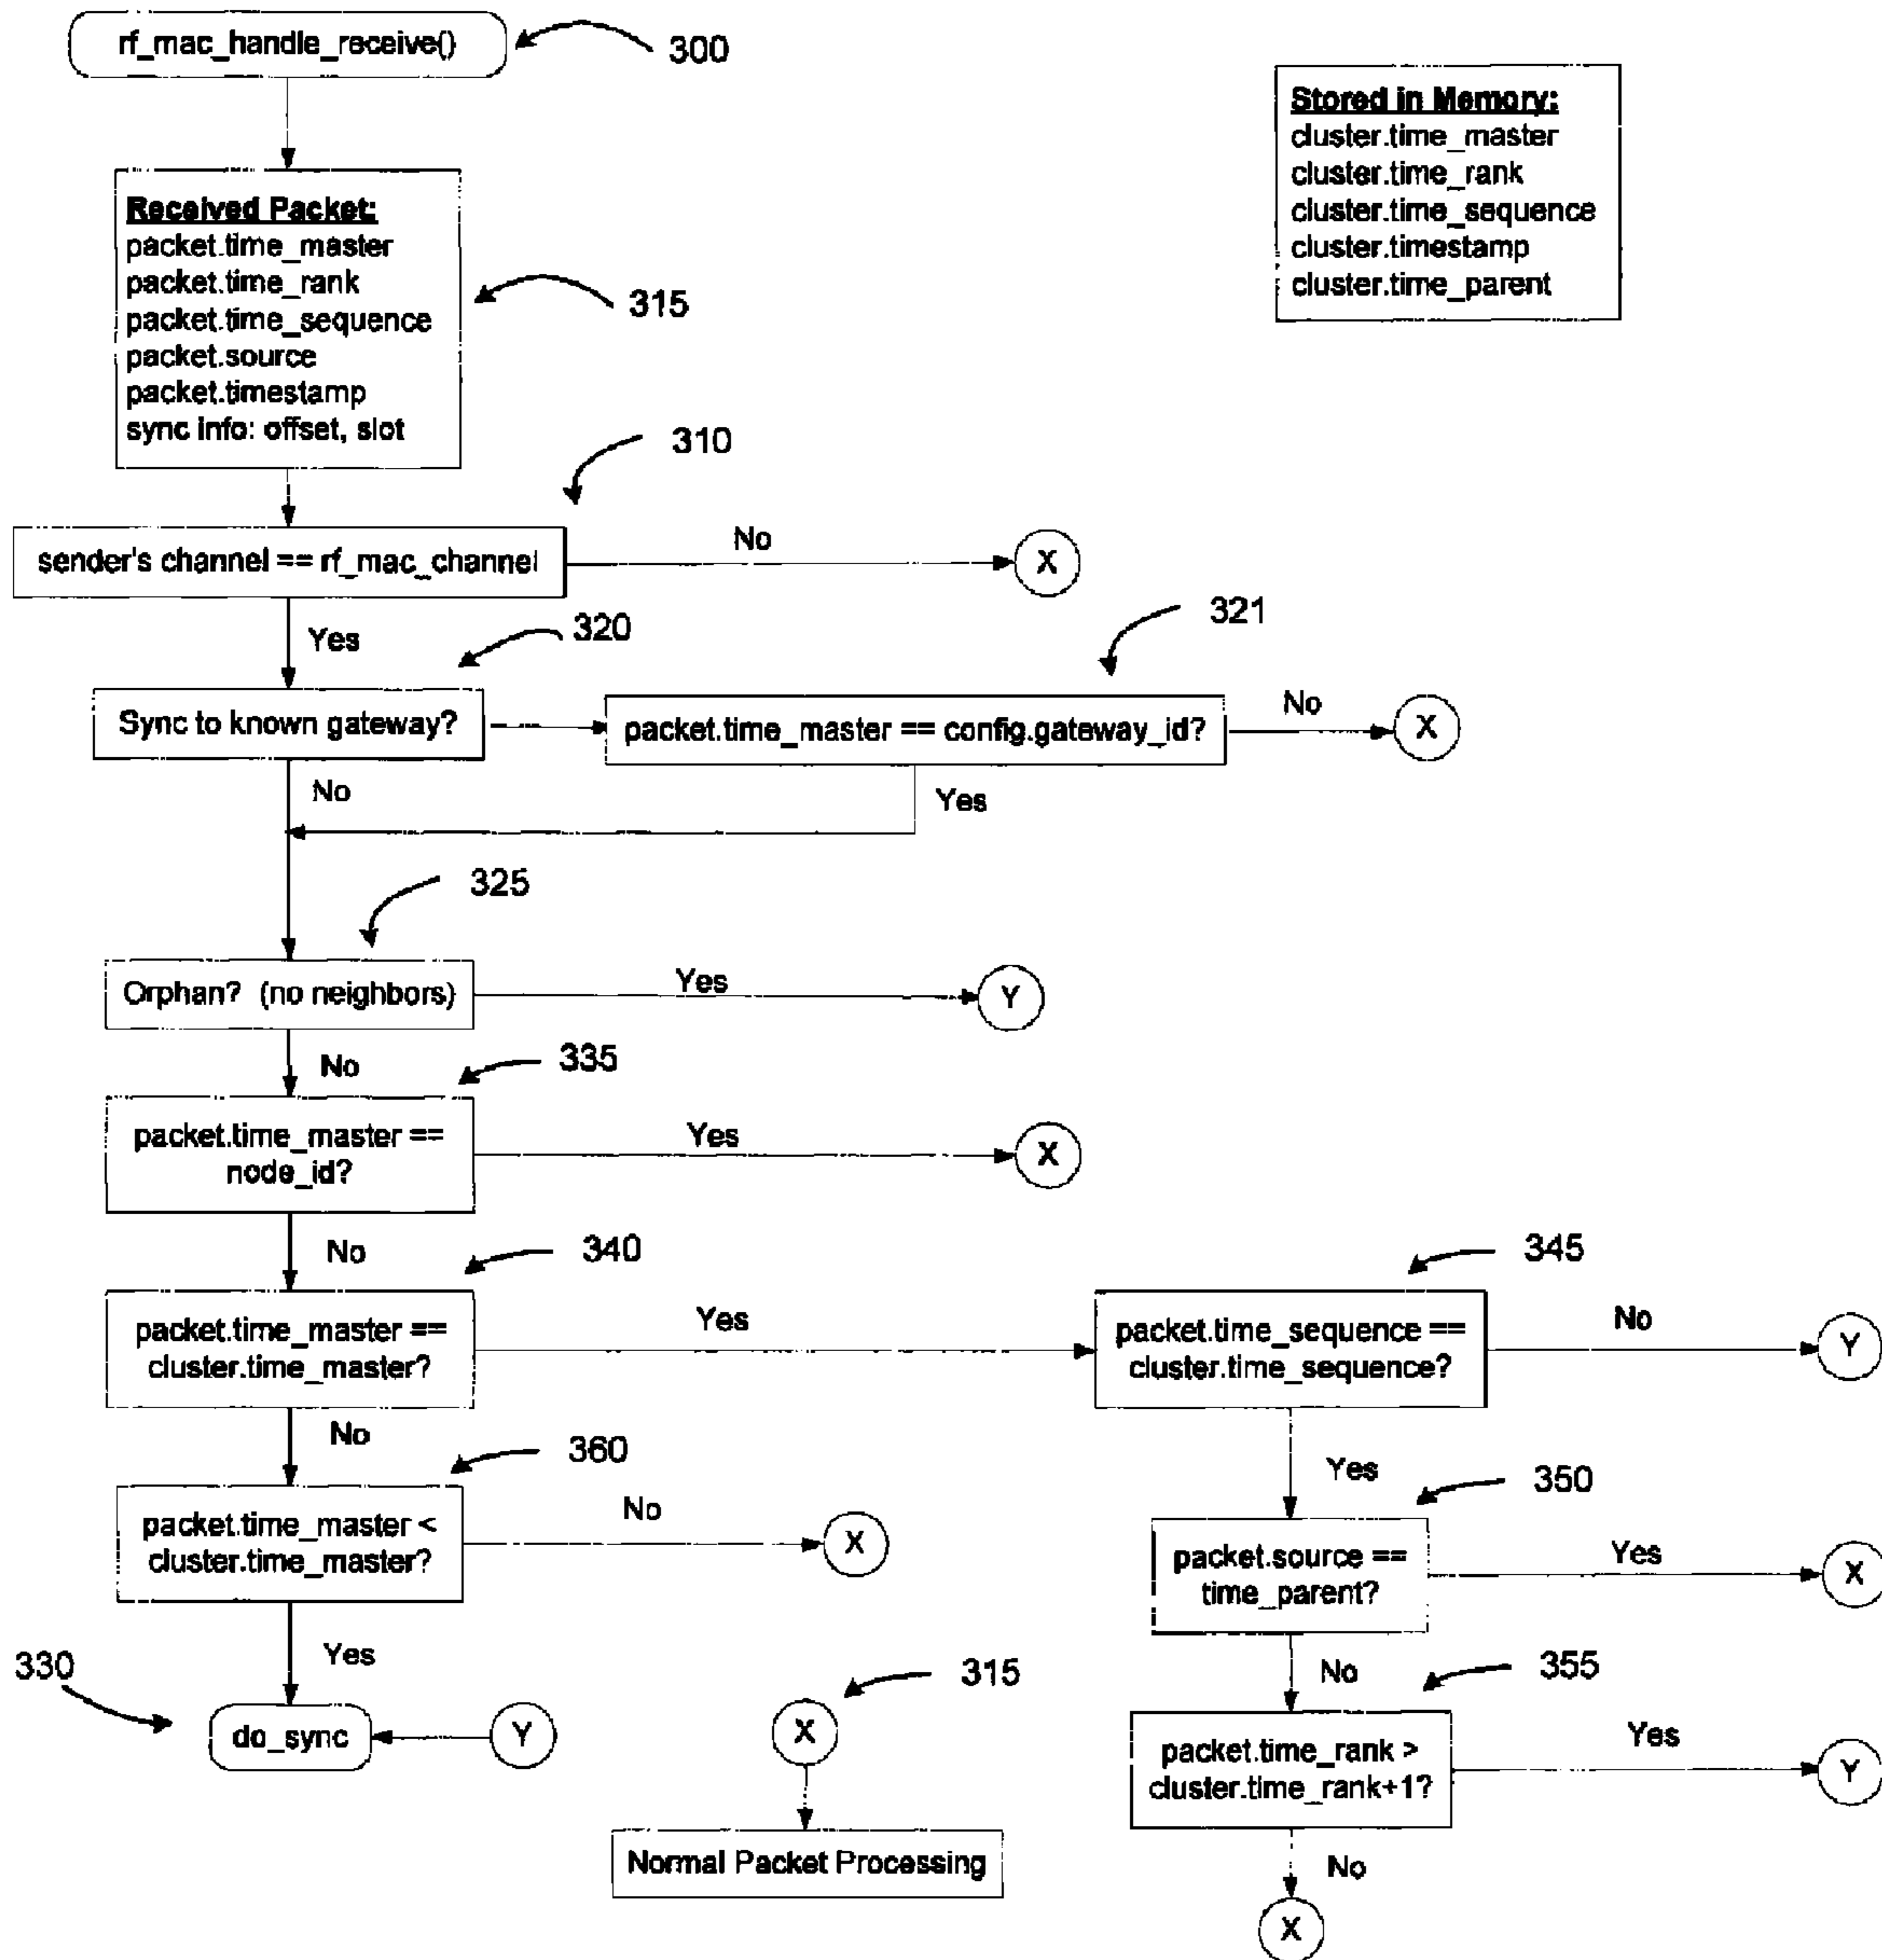 rf_mac_handle_receive()
300
Stored in Memory:
cluster.time_master
cluster.time_rank
cluster.time_sequence
cluster.timestamp
cluster.time_parent
Received Packet:
packet.time_master
packet.time_rank
packet.time_sequence
packet.source
packet.timestamp
sync info: offset, slot
315
310
sender's channel == rf_mac_channel
No
X
Yes
320
321
Sync to known gateway?
packet.time_master == config.gateway_id?
No
X
No
Yes
325
Orphan? (no neighbors)
Yes
Y
No
335
packet.time_master ==
node_id?
Yes
X
No
340
345
packet.time_master ==
cluster.time_master?
Yes
packet.time_sequence ==
cluster.time_sequence?
No
Y
No
360
Yes
350
packet.time_master <
cluster.time_master?
No
X
packet.source ==
time_parent?
Yes
X
Yes
330
315
No
355
do_sync
Y
X
packet.time_rank >
cluster.time_rank+1?
Yes
Y
Normal Packet Processing
No
X